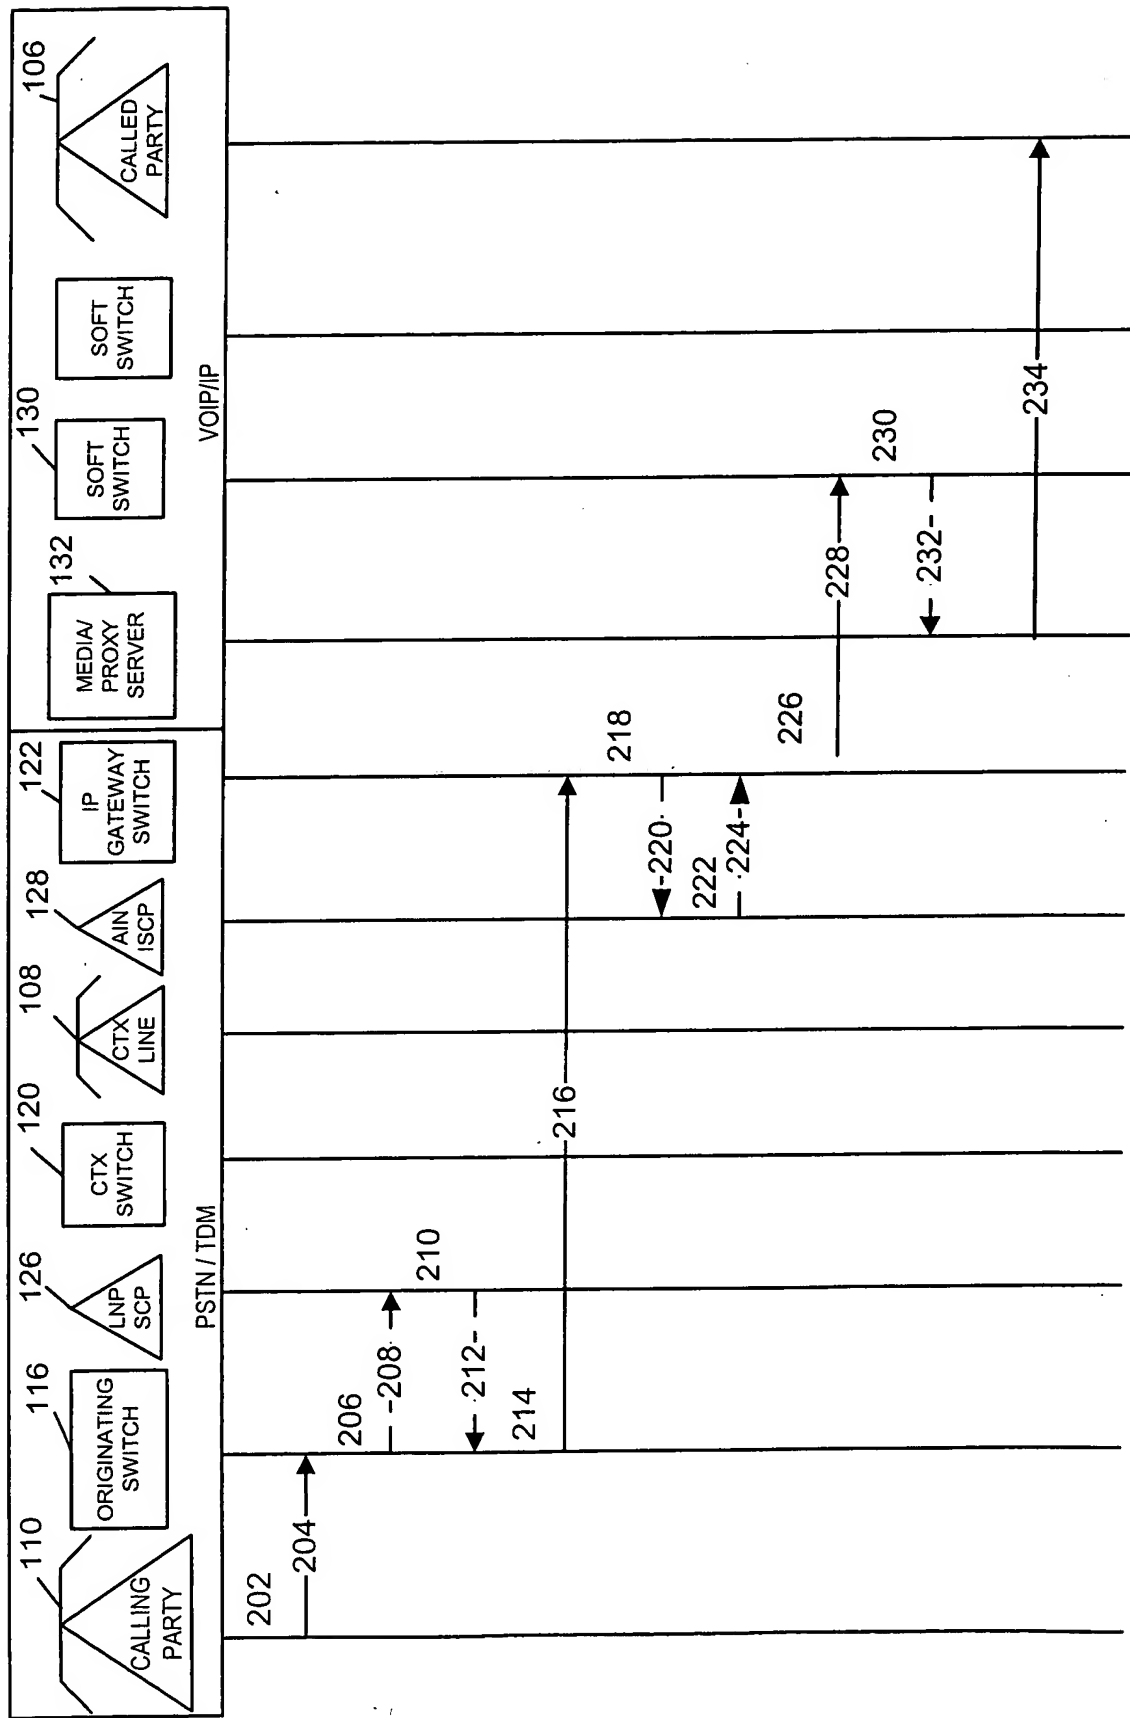 110
116
126
120
108
128
122
132
130
106
CALLING
PARTY
ORIGINATING
SWITCH
LNP
SCP
CTX
SWITCH
CTX
LINE
AIN
ISCP
IP
GATEWAY
SWITCH
MEDIA/
PROXY
SERVER
SOFT
SWITCH
SOFT
SWITCH
CALLED
PARTY
PSTN / TDM
VOIP/IP
202
204
206
208
210
212
214
216
218
220
222
224
226
228
230
232
234